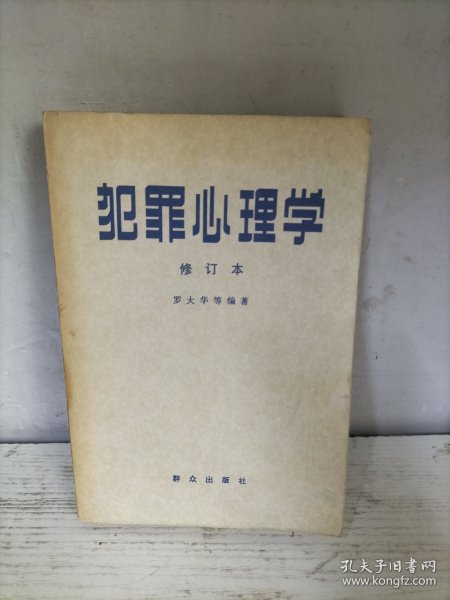 犯罪心理学
修订本
罗大华等编著
群众出版社
孔夫子旧书网
www.kongfz.com